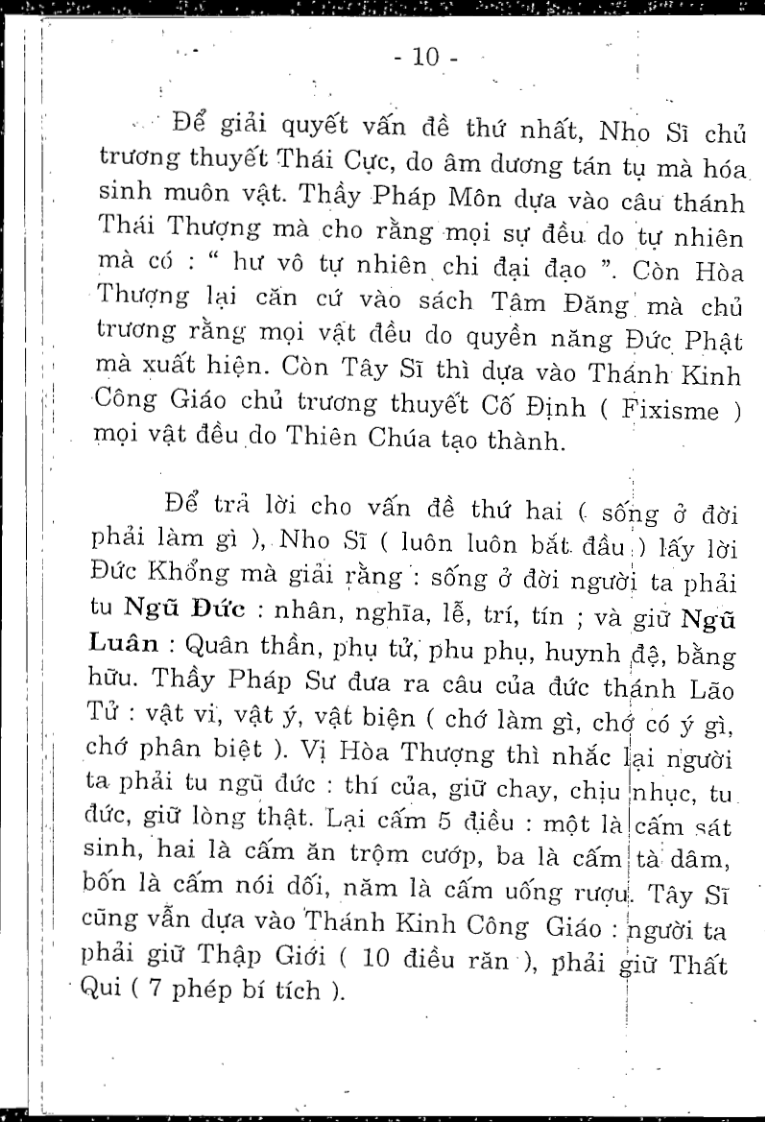 - 10 -
Để giải quyết vấn đề thứ nhất, Nho Sĩ chủ
trương thuyết Thái Cực, do âm dương tán tụ mà hóa
sinh muôn vật. Thầy Pháp Môn dựa vào câu thánh
Thái Thượng mà cho rằng mọi sự đều do tự nhiên
mà có : “ hư vô tự nhiên chi đại đạo ”. Còn Hòa
Thượng lại căn cứ vào sách Tâm Đăng mà chủ
trương rằng mọi vật đều do quyền năng Đức Phật
mà xuất hiện. Còn Tây Sĩ thì dựa vào Thánh Kinh
Công Giáo chủ trương thuyết Cố Định ( Fixisme )
mọi vật đều do Thiên Chúa tạo thành.
Để trả lời cho vấn đề thứ hai ( sống ở đời
phải làm gì ), Nho Sĩ ( luôn luôn bắt đầu ) lấy lời
Đức Khổng mà giải rằng : sống ở đời người ta phải
tu Ngũ Đức : nhân, nghĩa, lễ, trí, tín ; và giữ Ngũ
Luân : Quân thần, phụ tử, phu phụ, huynh đệ, bằng
hữu. Thầy Pháp Sư đưa ra câu của đức thánh Lão
Tử : vật vi, vật ý, vật biện ( chớ làm gì, chớ có ý gì,
chớ phân biệt ). Vị Hòa Thượng thì nhắc lại người
ta phải tu ngũ đức : thí của, giữ chay, chịu nhục, tu
đức, giữ lòng thật. Lại cấm 5 điều : một là cấm sát
sinh, hai là cấm ăn trộm cướp, ba là cấm tà dâm,
bốn là cấm nói dối, năm là cấm uống rượu. Tây Sĩ
cũng vẫn dựa vào Thánh Kinh Công Giáo : người ta
phải giữ Thập Giới ( 10 điều răn ), phải giữ Thất
Qui ( 7 phép bí tích ).